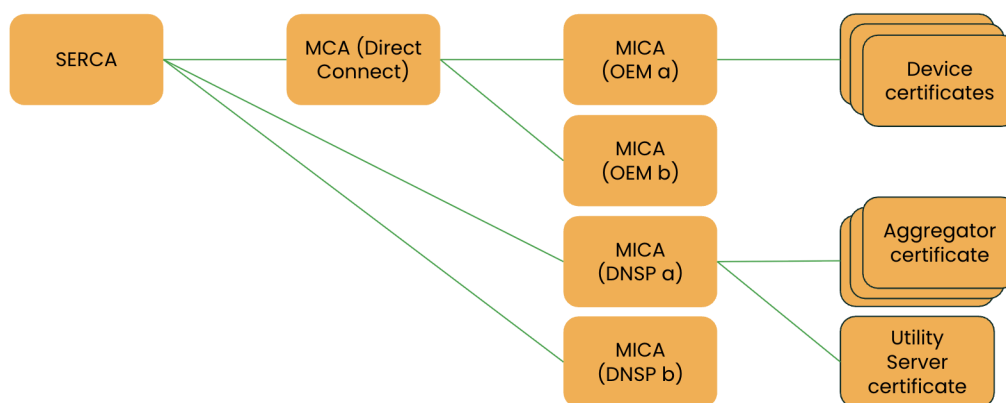 SERCA
MCA (Direct
Connect)
MICA
(OEM a)
Device
certificates
MICA
(OEM b)
MICA
(DNSP a)
Aggregator
certificate
MICA
(DNSP b)
Utility
Server
certificate